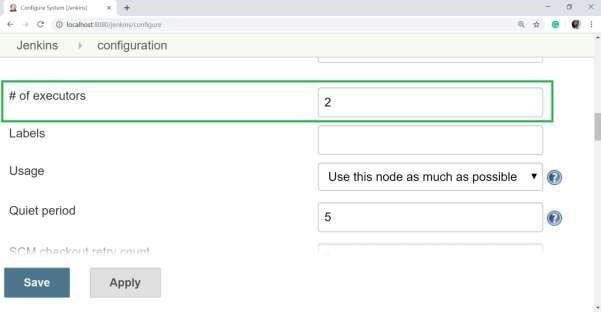 Configure System [Jenkins]
localhost:8080/jenkins/configure
Jenkins configuration
# of executors
2
Labels
Usage
Use this node as much as possible
Quiet period
5
SCM checkout retry count
Save Apply